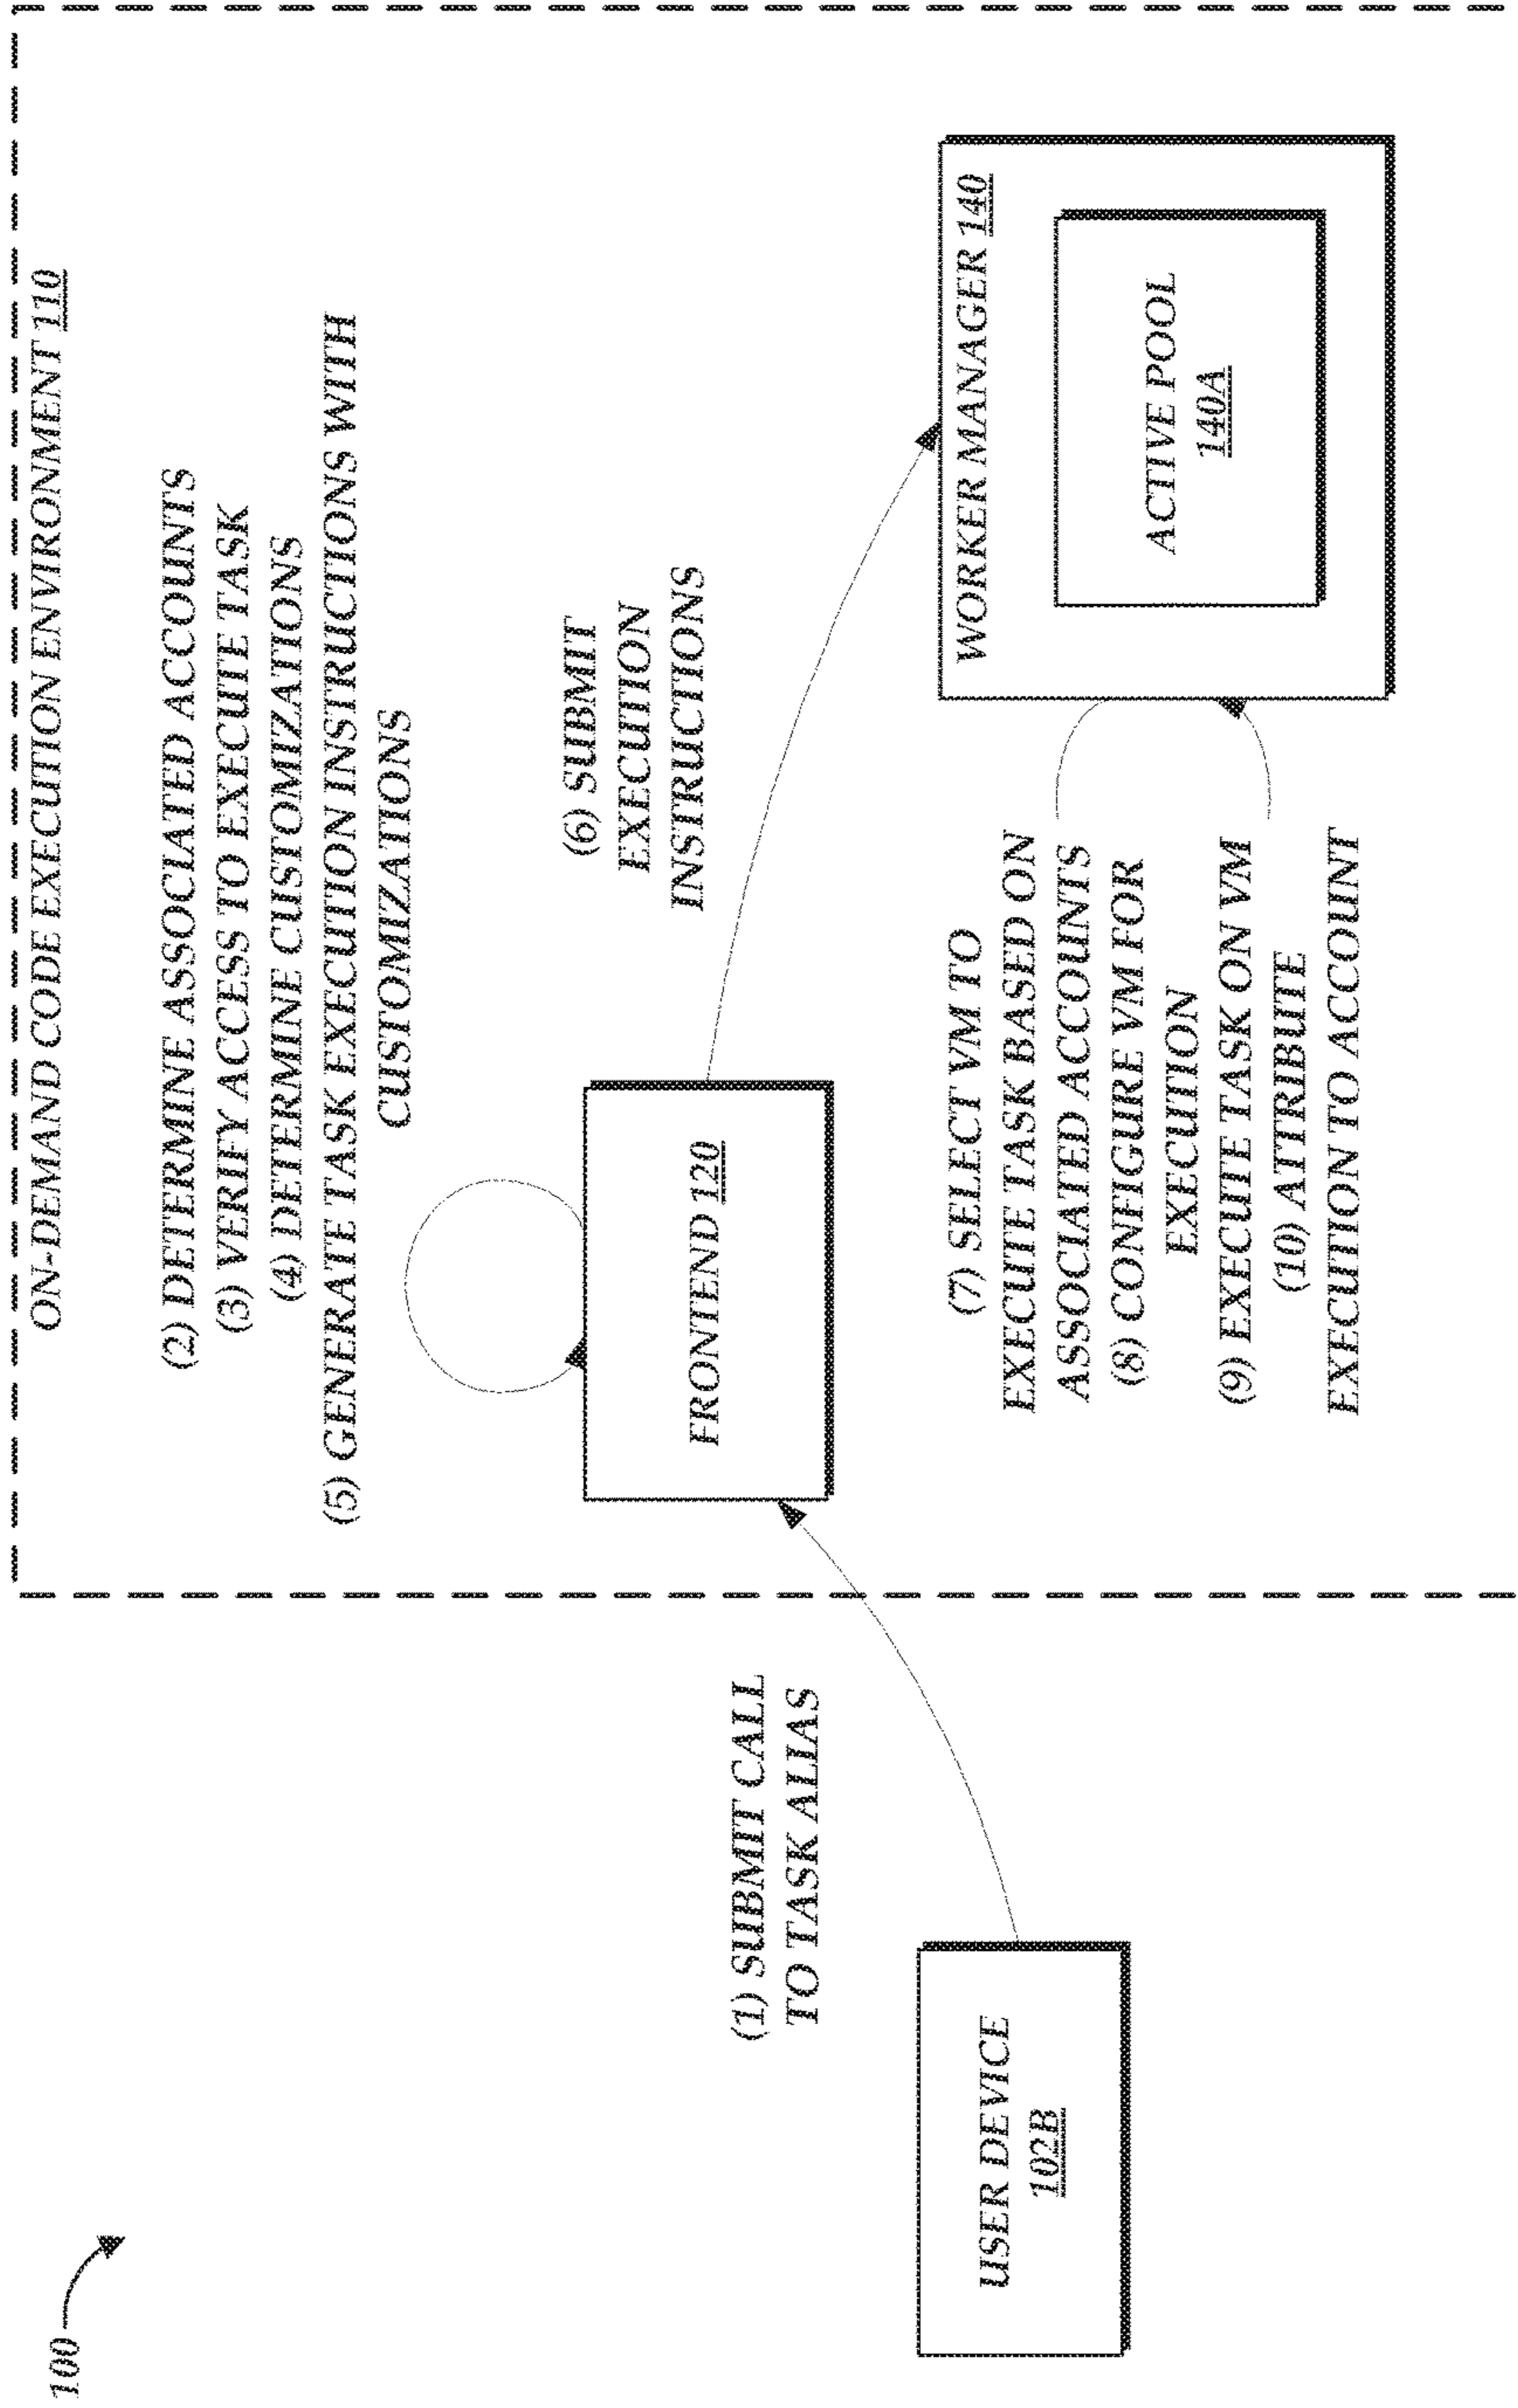 100
ON-DEMAND CODE EXECUTION ENVIRONMENT 110
(2) DETERMINE ASSOCIATED ACCOUNTS
(3) VERIFY ACCESS TO EXECUTE TASK
(4) DETERMINE CUSTOMIZATIONS
(5) GENERATE TASK EXECUTION INSTRUCTIONS WITH
CUSTOMIZATIONS
(6) SUBMIT
EXECUTION
INSTRUCTIONS
FRONTEND 120
(1) SUBMIT CALL
TO TASK ALIAS
USER DEVICE
102B
(7) SELECT VM TO
EXECUTE TASK BASED ON
ASSOCIATED ACCOUNTS
(8) CONFIGURE VM FOR
EXECUTION
(9) EXECUTE TASK ON VM
(10) ATTRIBUTE
EXECUTION TO ACCOUNT
WORKER MANAGER 140
ACTIVE POOL
140A